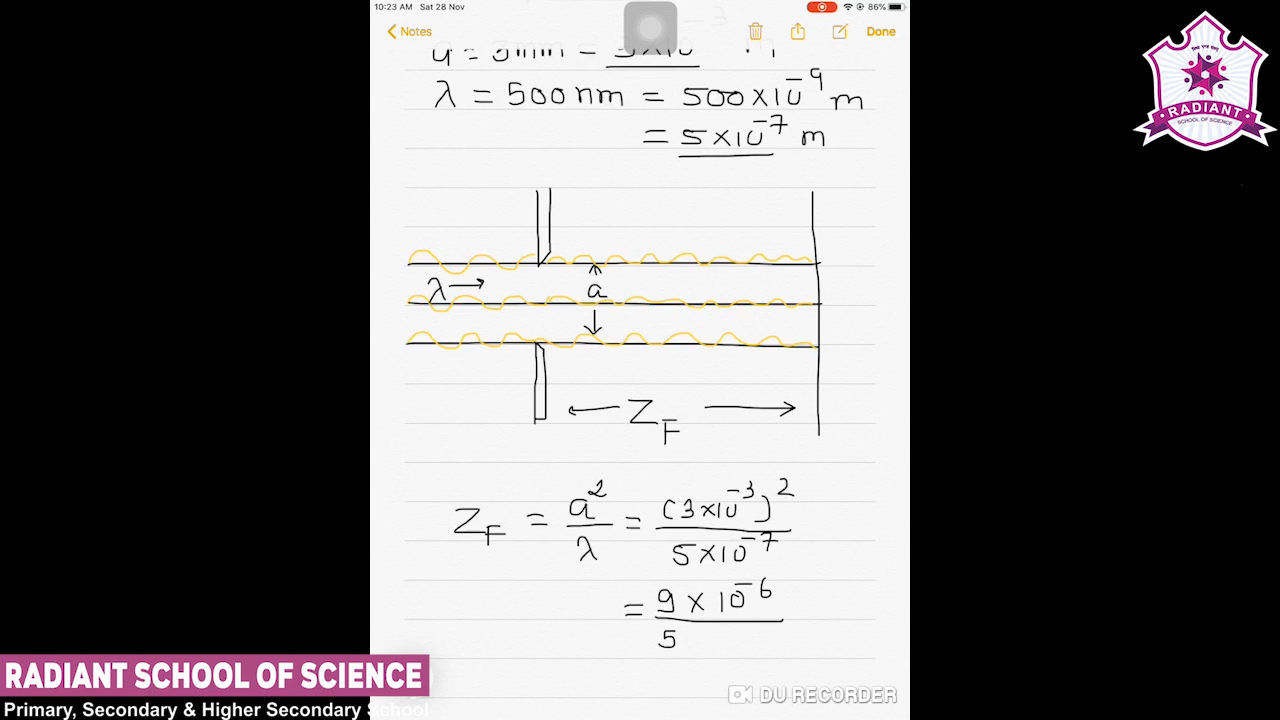 10:23 AM Sat 28 Nov
86%
Notes
Done
λ = 500nm = 500×10⁻⁹ m
= 5×10⁻⁷ m
λ →
a
Z_F
Z_F = a²/λ = (3×10⁻³)²/5×10⁻⁷
= 9×10⁻⁶/5
RADIANT
SCHOOL OF SCIENCE
RADIANT SCHOOL OF SCIENCE
Primary, Secondary & Higher Secondary School
DU RECORDER